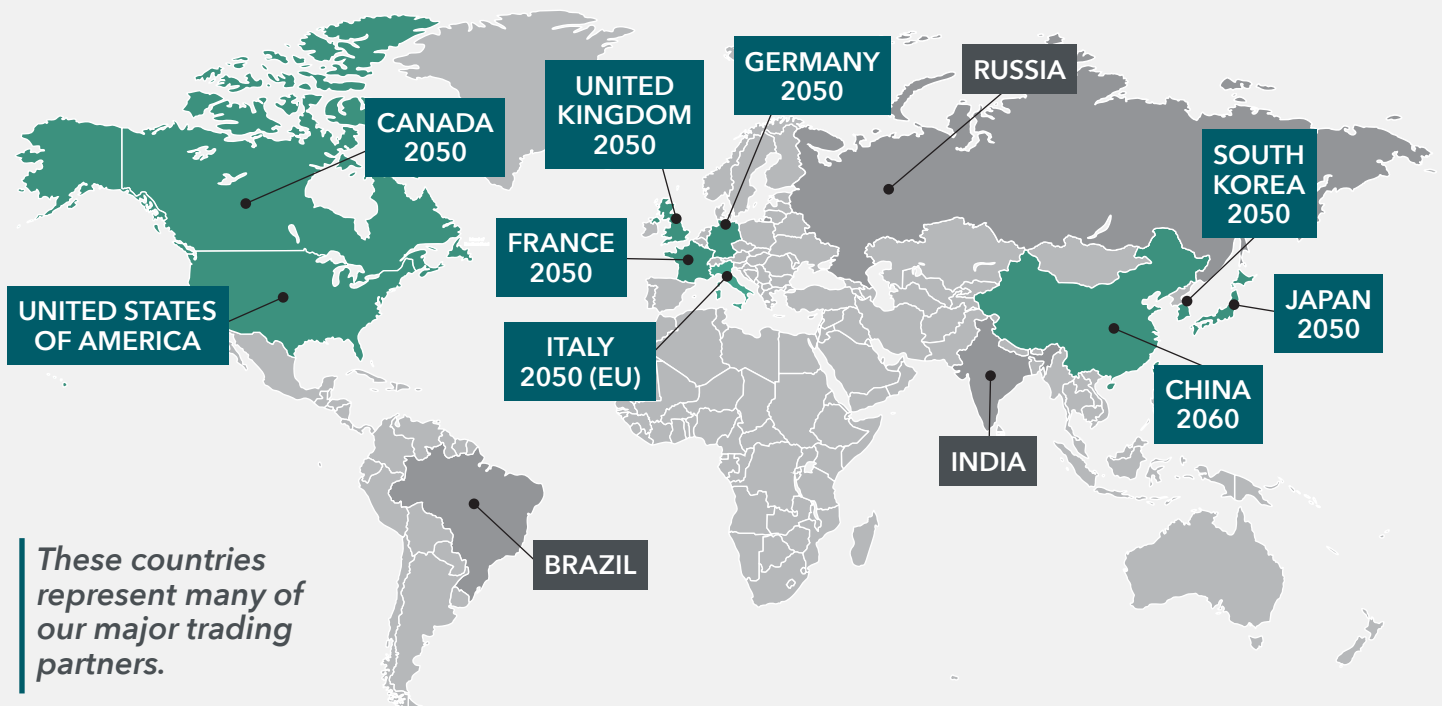 GERMANY
2050
RUSSIA
UNITED
KINGDOM
2050
CANADA
2050
SOUTH
KOREA
2050
FRANCE
2050
UNITED STATES
OF AMERICA
JAPAN
2050
ITALY
2050 (EU)
CHINA
2060
INDIA
BRAZIL
These countries
represent many of
our major trading
partners.